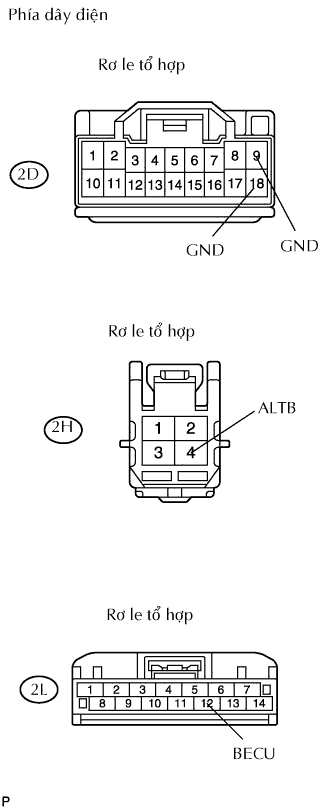 Phía dây điện
Rơ le tổ hợp
2D
1 2 3 4 5 6 7 8 9
10 11 12 13 14 15 16 17 18
GND GND
Rơ le tổ hợp
2H
1 2
3 4
ALTB
Rơ le tổ hợp
2L
1 2 3 4 5 6 7
8 9 10 11 12 13 14
BECU
P